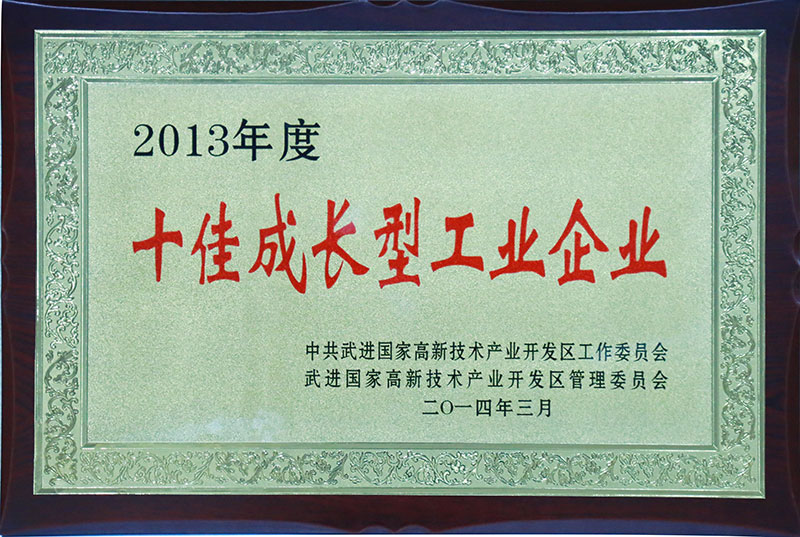 2013年度
十佳成长型工业企业
中共武进国家高新技术产业开发区工作委员会
武进国家高新技术产业开发区管理委员会
二〇一四年三月